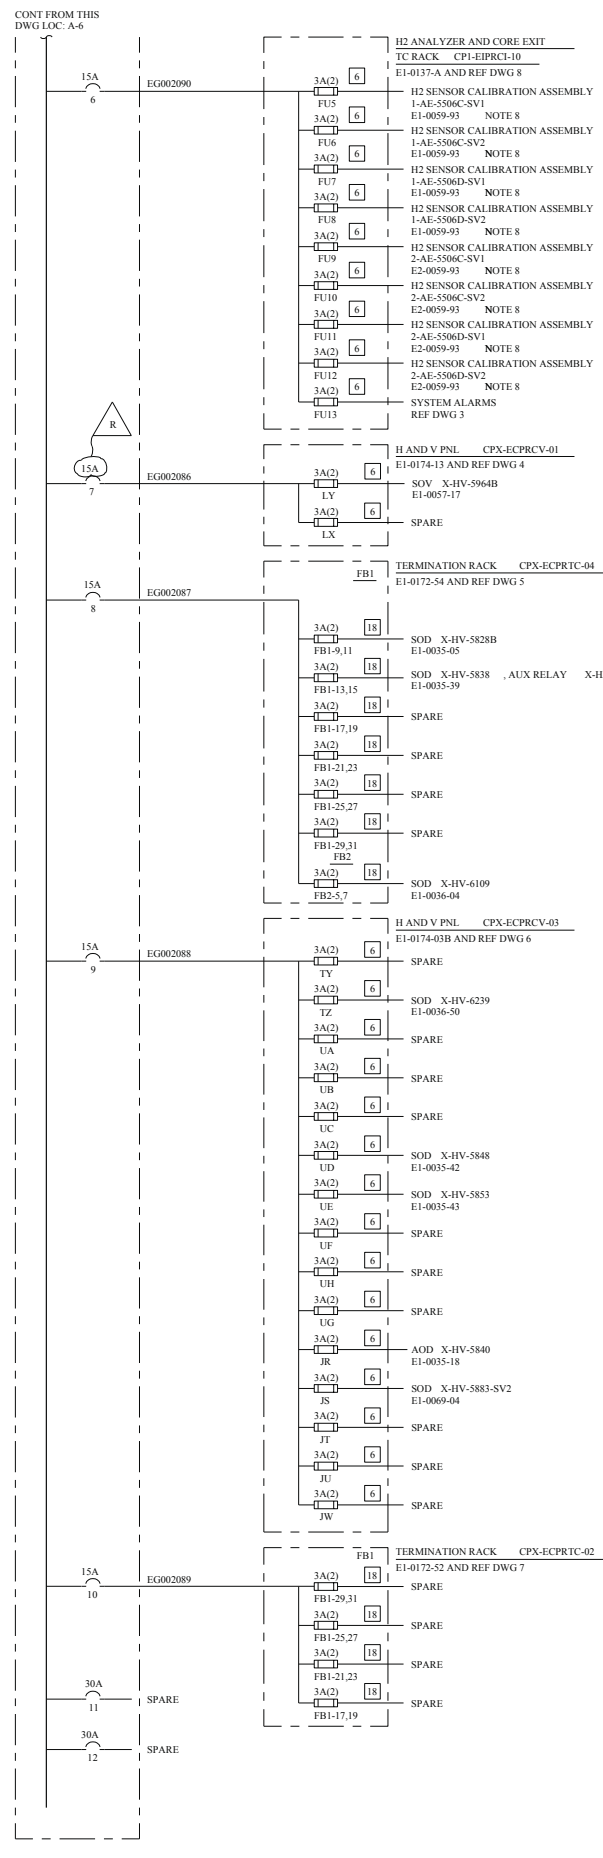 CONT FROM THIS
DWG LOC: A-6
H2 ANALYZER AND CORE EXIT
TC RACK CP1-EIPRCI-10
E1-0137-A AND REF DWG 8
15A
6
EG002090
3A(2) 6
FU5
H2 SENSOR CALIBRATION ASSEMBLY
1-AE-5506C-SV1
E1-0059-93 NOTE 8
3A(2) 6
FU6
H2 SENSOR CALIBRATION ASSEMBLY
1-AE-5506C-SV2
E1-0059-93 NOTE 8
3A(2) 6
FU7
H2 SENSOR CALIBRATION ASSEMBLY
1-AE-5506D-SV1
E1-0059-93 NOTE 8
3A(2) 6
FU8
H2 SENSOR CALIBRATION ASSEMBLY
1-AE-5506D-SV2
E1-0059-93 NOTE 8
3A(2) 6
FU9
H2 SENSOR CALIBRATION ASSEMBLY
2-AE-5506C-SV1
E2-0059-93 NOTE 8
3A(2) 6
FU10
H2 SENSOR CALIBRATION ASSEMBLY
2-AE-5506C-SV2
E2-0059-93 NOTE 8
3A(2) 6
FU11
H2 SENSOR CALIBRATION ASSEMBLY
2-AE-5506D-SV1
E2-0059-93 NOTE 8
3A(2) 6
FU12
H2 SENSOR CALIBRATION ASSEMBLY
2-AE-5506D-SV2
E2-0059-93 NOTE 8
3A(2) 6
FU13
SYSTEM ALARMS
REF DWG 3
R
H AND V PNL CPX-ECPRCV-01
E1-0174-13 AND REF DWG 4
15A
7
EG002086
3A(2) 6
LY
SOV X-HV-5964B
E1-0057-17
3A(2) 6
LX
SPARE
TERMINATION RACK CPX-ECPRTC-04
FB1
E1-0172-54 AND REF DWG 5
15A
8
EG002087
3A(2) 18
FB1-9,11
SOD X-HV-5828B
E1-0035-05
3A(2) 18
FB1-13,15
SOD X-HV-5838 , AUX RELAY X-H
E1-0035-39
3A(2) 18
FB1-17,19
SPARE
3A(2) 18
FB1-21,23
SPARE
3A(2) 18
FB1-25,27
SPARE
3A(2) 18
FB1-29,31
SPARE
FB2
3A(2) 18
FB2-5,7
SOD X-HV-6109
E1-0036-04
H AND V PNL CPX-ECPRCV-03
E1-0174-03B AND REF DWG 6
15A
9
EG002088
3A(2) 6
TY
SPARE
3A(2) 6
TZ
SOD X-HV-6239
E1-0036-50
3A(2) 6
UA
SPARE
3A(2) 6
UB
SPARE
3A(2) 6
UC
SPARE
3A(2) 6
UD
SOD X-HV-5848
E1-0035-42
3A(2) 6
UE
SOD X-HV-5853
E1-0035-43
3A(2) 6
UF
SPARE
3A(2) 6
UH
SPARE
3A(2) 6
UG
SPARE
3A(2) 6
JR
AOD X-HV-5840
E1-0035-18
3A(2) 6
JS
SOD X-HV-5883-SV2
E1-0069-04
3A(2) 6
JT
SPARE
3A(2) 6
JU
SPARE
3A(2) 6
JW
SPARE
TERMINATION RACK CPX-ECPRTC-02
FB1
E1-0172-52 AND REF DWG 7
15A
10
EG002089
3A(2) 18
FB1-29,31
SPARE
3A(2) 18
FB1-25,27
SPARE
3A(2) 18
FB1-21,23
SPARE
3A(2) 18
FB1-17,19
SPARE
30A
11
SPARE
30A
12
SPARE